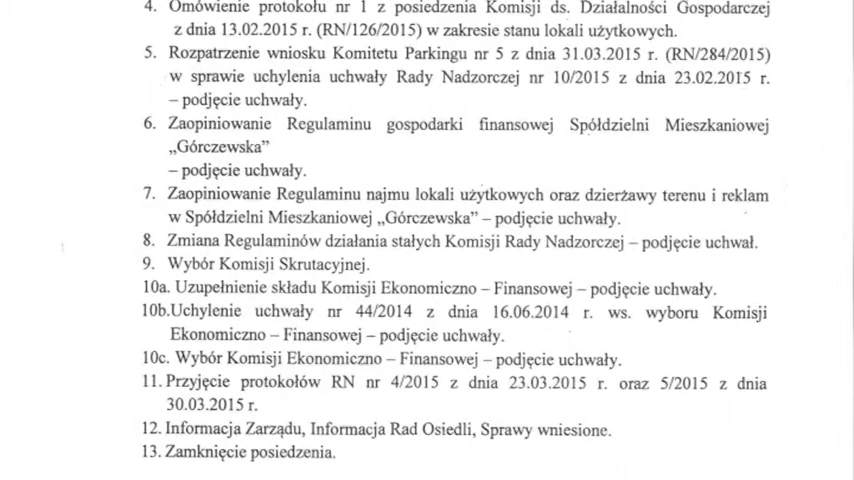 4. Omówienie protokołu nr 1 z posiedzenia Komisji ds. Działalności Gospodarczej
z dnia 13.02.2015 r. (RN/126/2015) w zakresie stanu lokali użytkowych.
5. Rozpatrzenie wniosku Komitetu Parkingu nr 5 z dnia 31.03.2015 r. (RN/284/2015)
w sprawie uchylenia uchwały Rady Nadzorczej nr 10/2015 z dnia 23.02.2015 r.
– podjęcie uchwały.
6. Zaopiniowanie Regulaminu gospodarki finansowej Spółdzielni Mieszkaniowej
„Górczewska”
– podjęcie uchwały.
7. Zaopiniowanie Regulaminu najmu lokali użytkowych oraz dzierżawy terenu i reklam
w Spółdzielni Mieszkaniowej „Górczewska” – podjęcie uchwały.
8. Zmiana Regulaminów działania stałych Komisji Rady Nadzorczej – podjęcie uchwał.
9. Wybór Komisji Skrutacyjnej.
10a. Uzupełnienie składu Komisji Ekonomiczno – Finansowej – podjęcie uchwały.
10b.Uchylenie uchwały nr 44/2014 z dnia 16.06.2014 r. ws. wyboru Komisji
Ekonomiczno – Finansowej – podjęcie uchwały.
10c. Wybór Komisji Ekonomiczno – Finansowej – podjęcie uchwały.
11. Przyjęcie protokołów RN nr 4/2015 z dnia 23.03.2015 r. oraz 5/2015 z dnia
30.03.2015 r.
12. Informacja Zarządu, Informacja Rad Osiedli, Sprawy wniesione.
13. Zamknięcie posiedzenia.